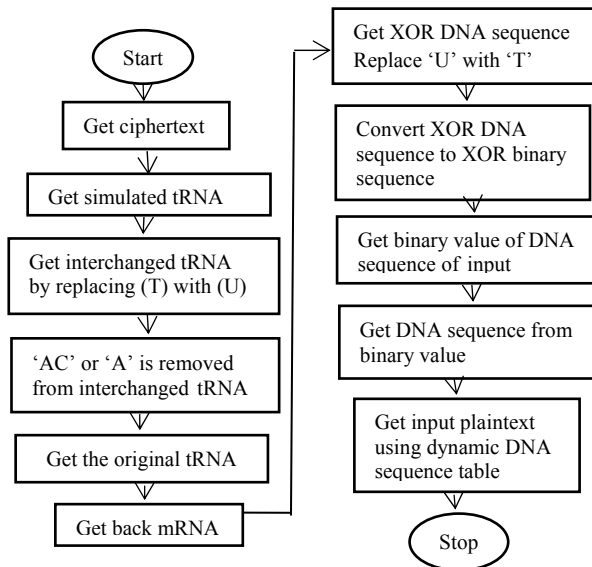 Start
Get ciphertext
Get simulated tRNA
Get interchanged tRNA
by replacing (T) with (U)
‘AC’ or ‘A’ is removed
from interchanged tRNA
Get the original tRNA
Get back mRNA
Get XOR DNA sequence
Replace ‘U’ with ‘T’
Convert XOR DNA
sequence to XOR binary
sequence
Get binary value of DNA
sequence of input
Get DNA sequence from
binary value
Get input plaintext
using dynamic DNA
sequence table
Stop